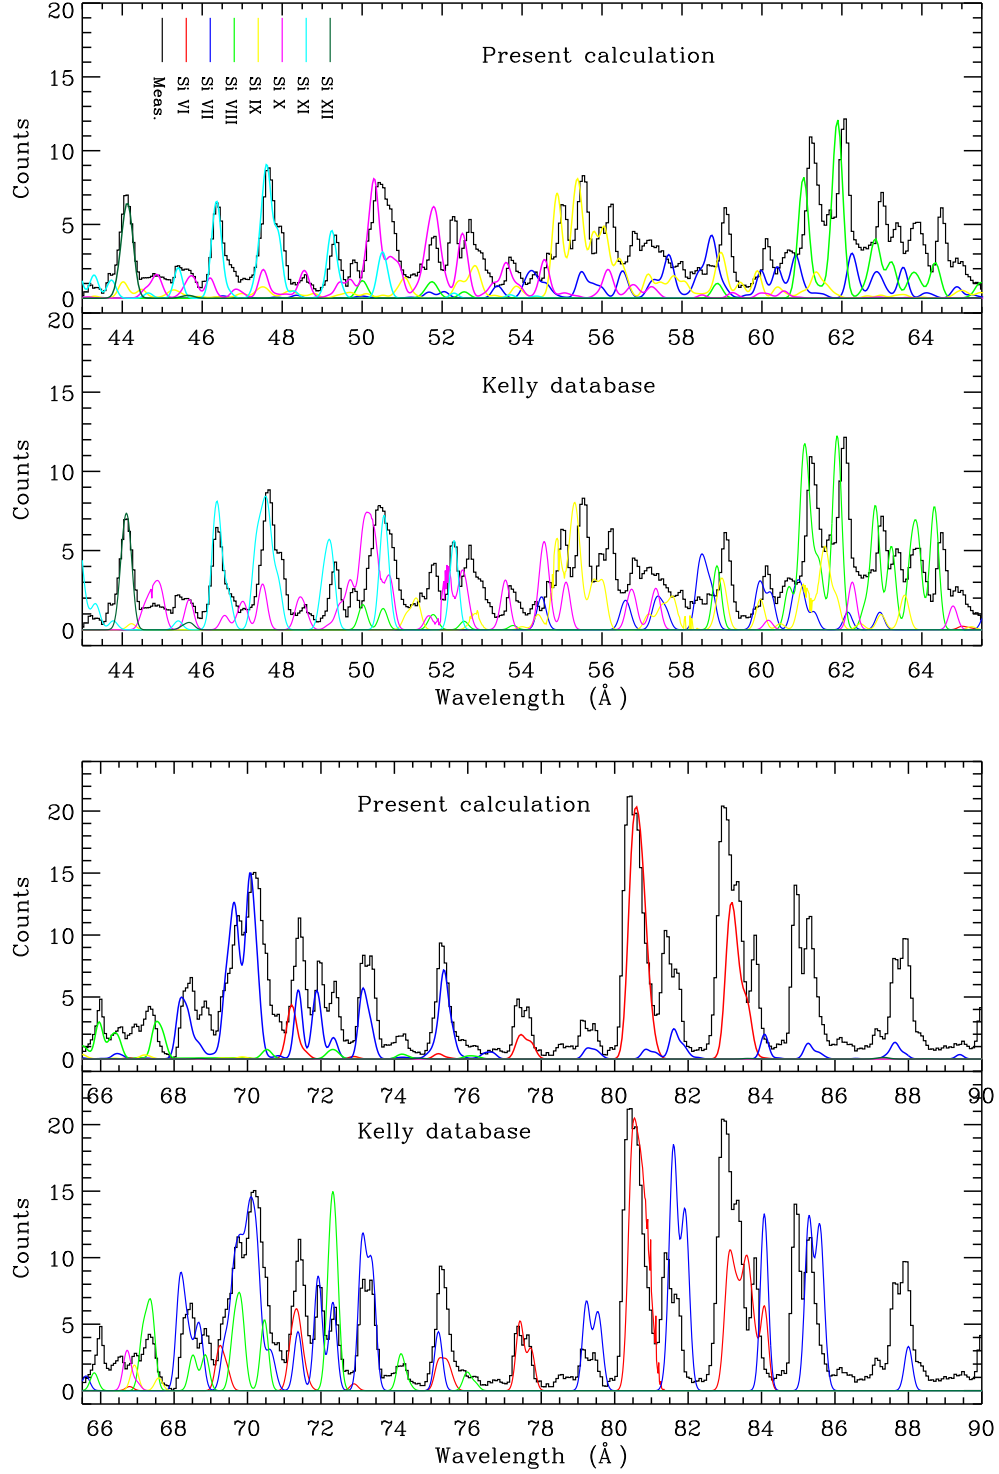 20
15
10
5
0
Counts
Meas.
Si VI
Si VII
Si VIII
Si IX
Si X
Si XI
Si XII
Present calculation
44 46 48 50 52 54 56 58 60 62 64
20
15
10
5
0
Counts
Kelly database
44 46 48 50 52 54 56 58 60 62 64
Wavelength (Å)
20
15
10
5
0
Counts
Present calculation
66 68 70 72 74 76 78 80 82 84 86 88 90
20
15
10
5
0
Counts
Kelly database
66 68 70 72 74 76 78 80 82 84 86 88 90
Wavelength (Å)